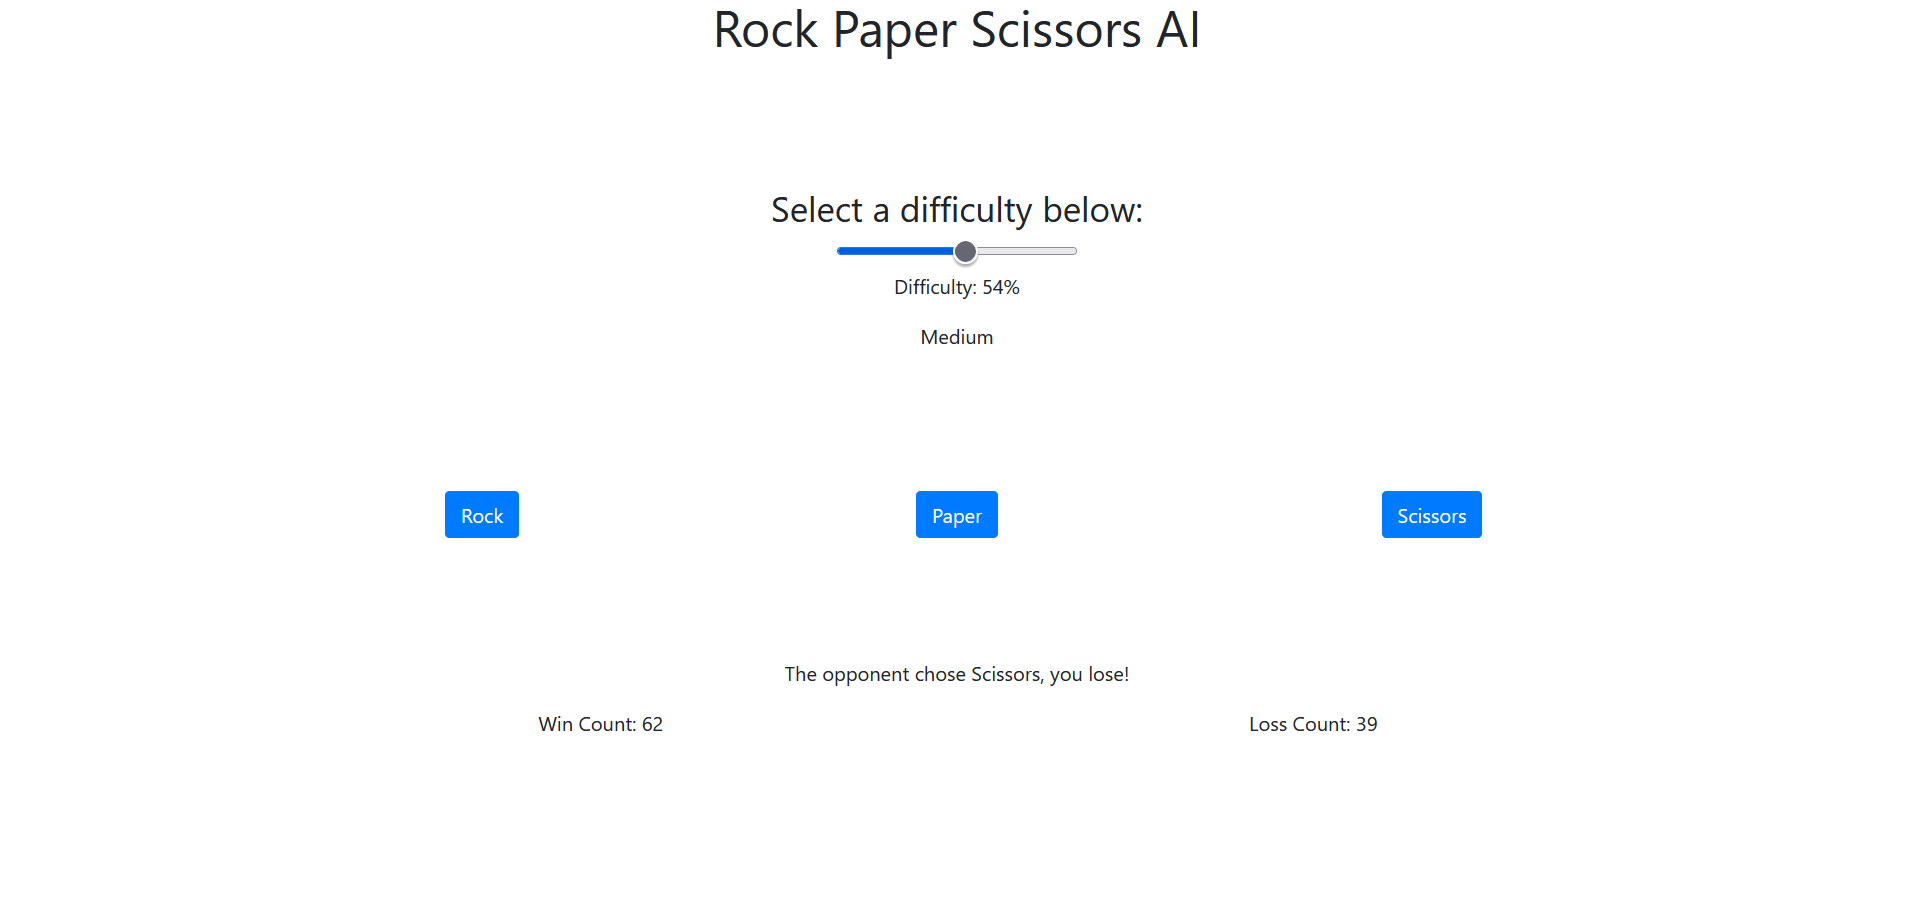 Rock Paper Scissors AI
Select a difficulty below:
Difficulty: 54%
Medium
Rock
Paper
Scissors
The opponent chose Scissors, you lose!
Win Count: 62
Loss Count: 39